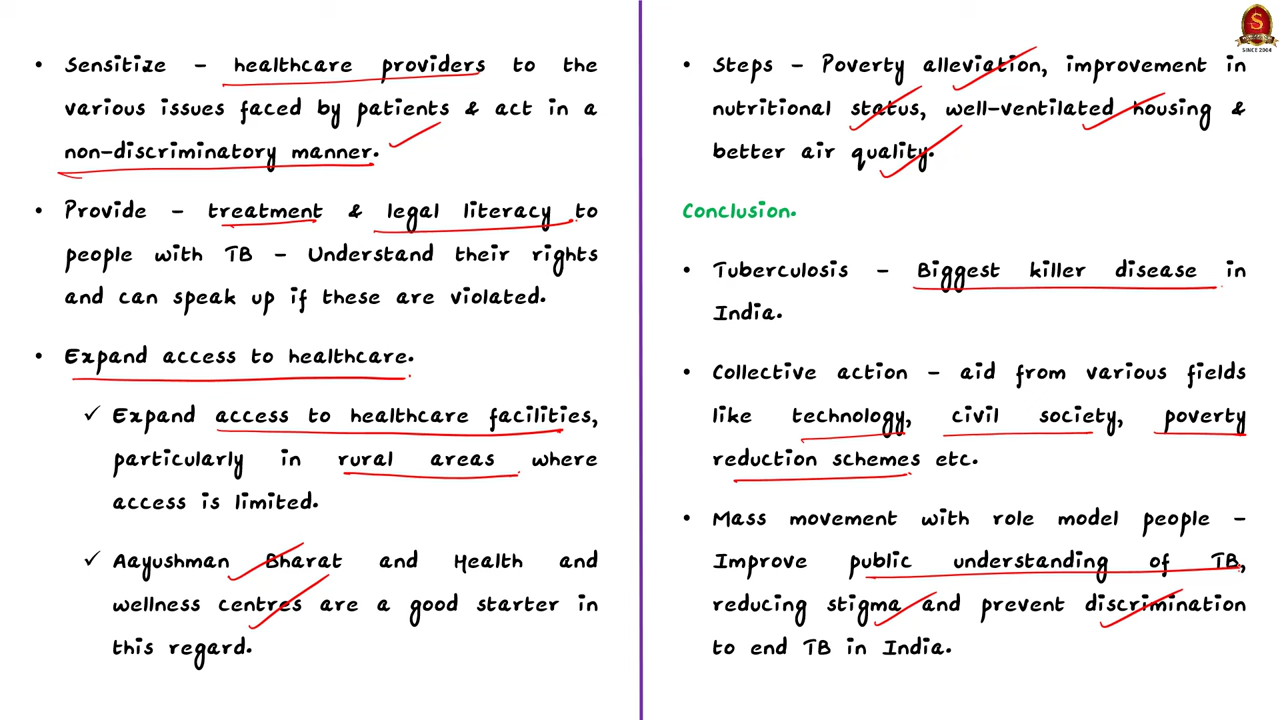 • Sensitize – healthcare providers to the
various issues faced by patients & act in a
non-discriminatory manner.
• Provide – treatment & legal literacy to
people with TB – Understand their rights
and can speak up if these are violated.
• Expand access to healthcare.
✓ Expand access to healthcare facilities,
particularly in rural areas where
access is limited.
✓ Aayushman Bharat and Health and
wellness centres are a good starter in
this regard.
Steps – Poverty alleviation, improvement in
nutritional status, well-ventilated housing &
better air quality.
Conclusion.
• Tuberculosis – Biggest killer disease in
India.
• Collective action – aid from various fields
like technology, civil society, poverty
reduction schemes etc.
• Mass movement with role model people –
Improve public understanding of TB,
reducing stigma and prevent discrimination
to end TB in India.
S
SINCE 2004